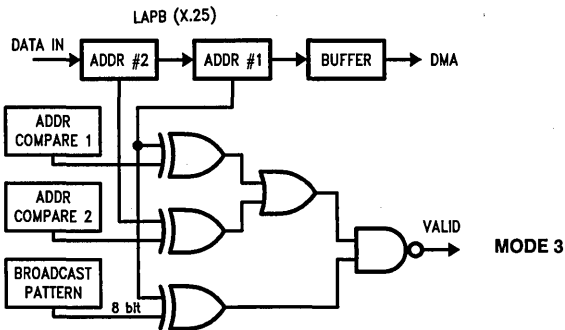 LAPB (X.25)
DATA IN
ADDR #2
ADDR #1
BUFFER
DMA
ADDR
COMPARE 1
ADDR
COMPARE 2
VALID
MODE 3
BROADCAST
PATTERN
8 bit